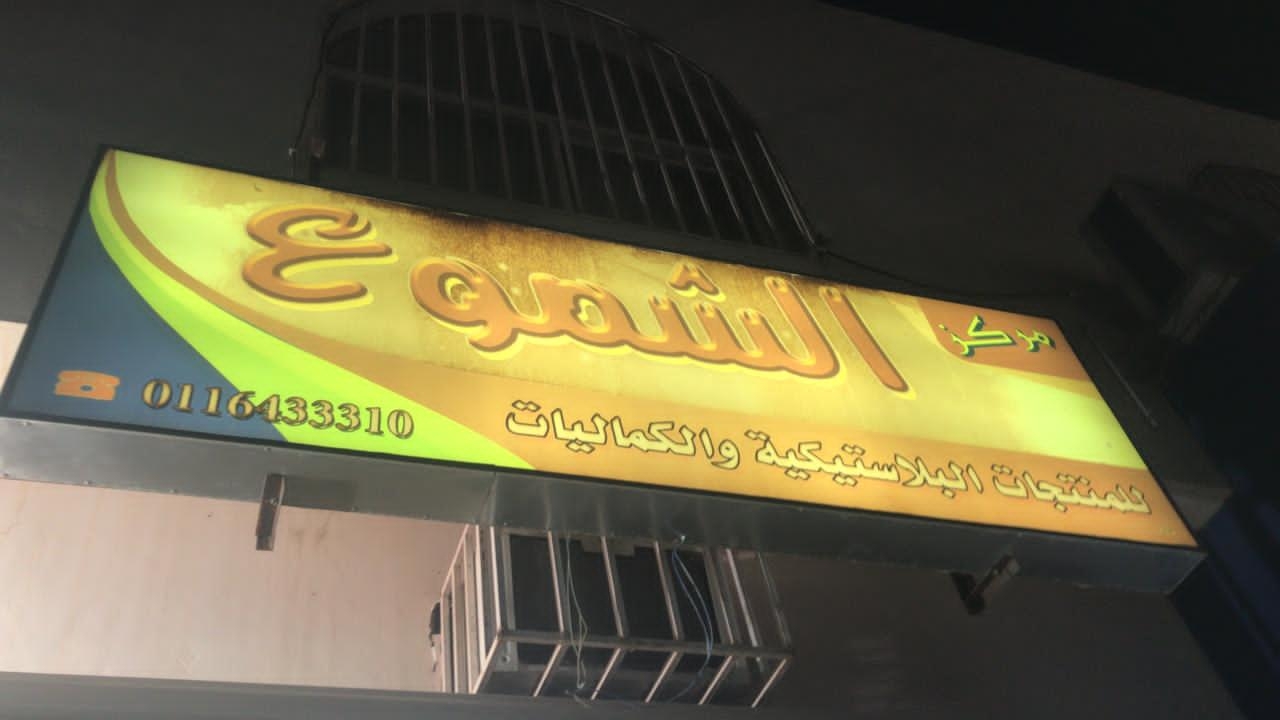 مركز
الشموع
للمنتجات البلاستيكية والكماليات
0116433310